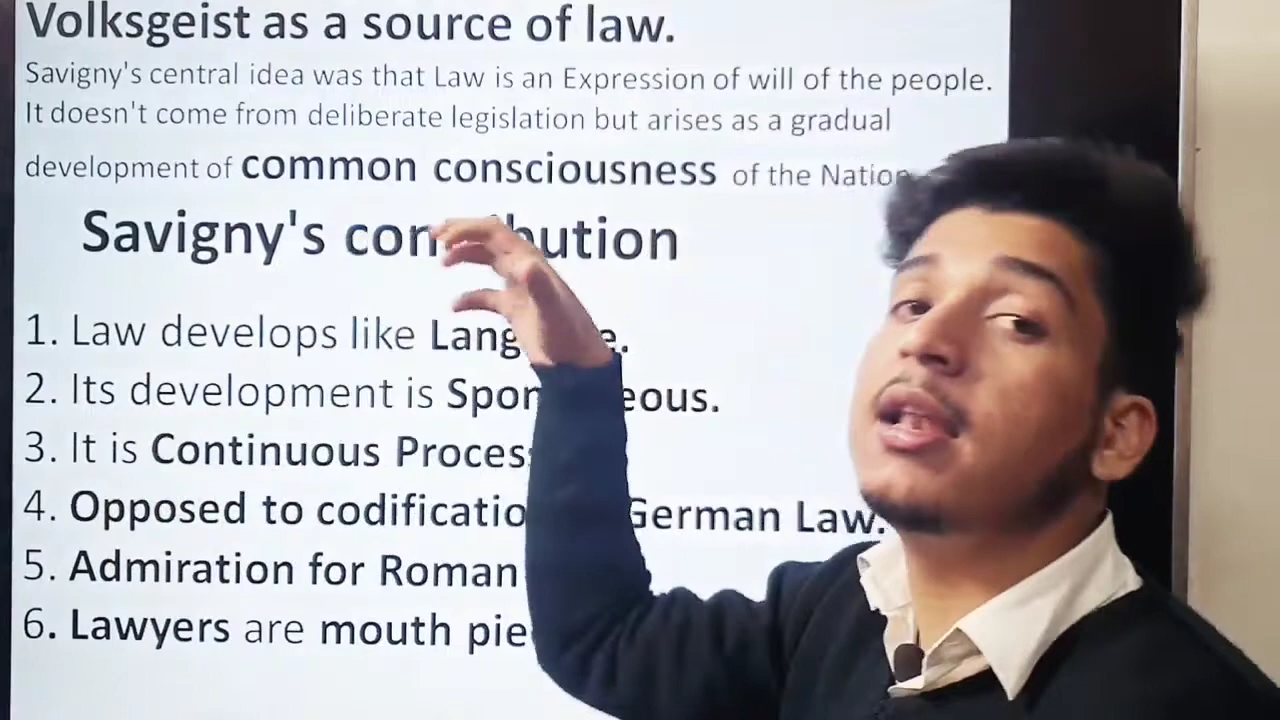 Volksgeist as a source of law.
Savigny's central idea was that Law is an Expression of will of the people.
It doesn't come from deliberate legislation but arises as a gradual
development of common consciousness of the
Savigny's
1. Law develops like
2. Its development is
3. It is Continuous
4. Opposed to German Law.
5. Admiration for Roman
6. Lawyers are mouth